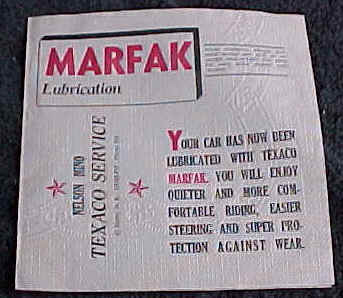 MARFAK
Lubrication
NELSON HINO
TEXACO SERVICE
YOUR CAR HAS NOW BEEN
LUBRICATED WITH TEXACO
MARFAK. YOU WILL ENJOY
QUIETER AND MORE COM-
FORTABLE RIDING, EASIER
STEERING AND SUPER PRO-
TECTION AGAINST WEAR.